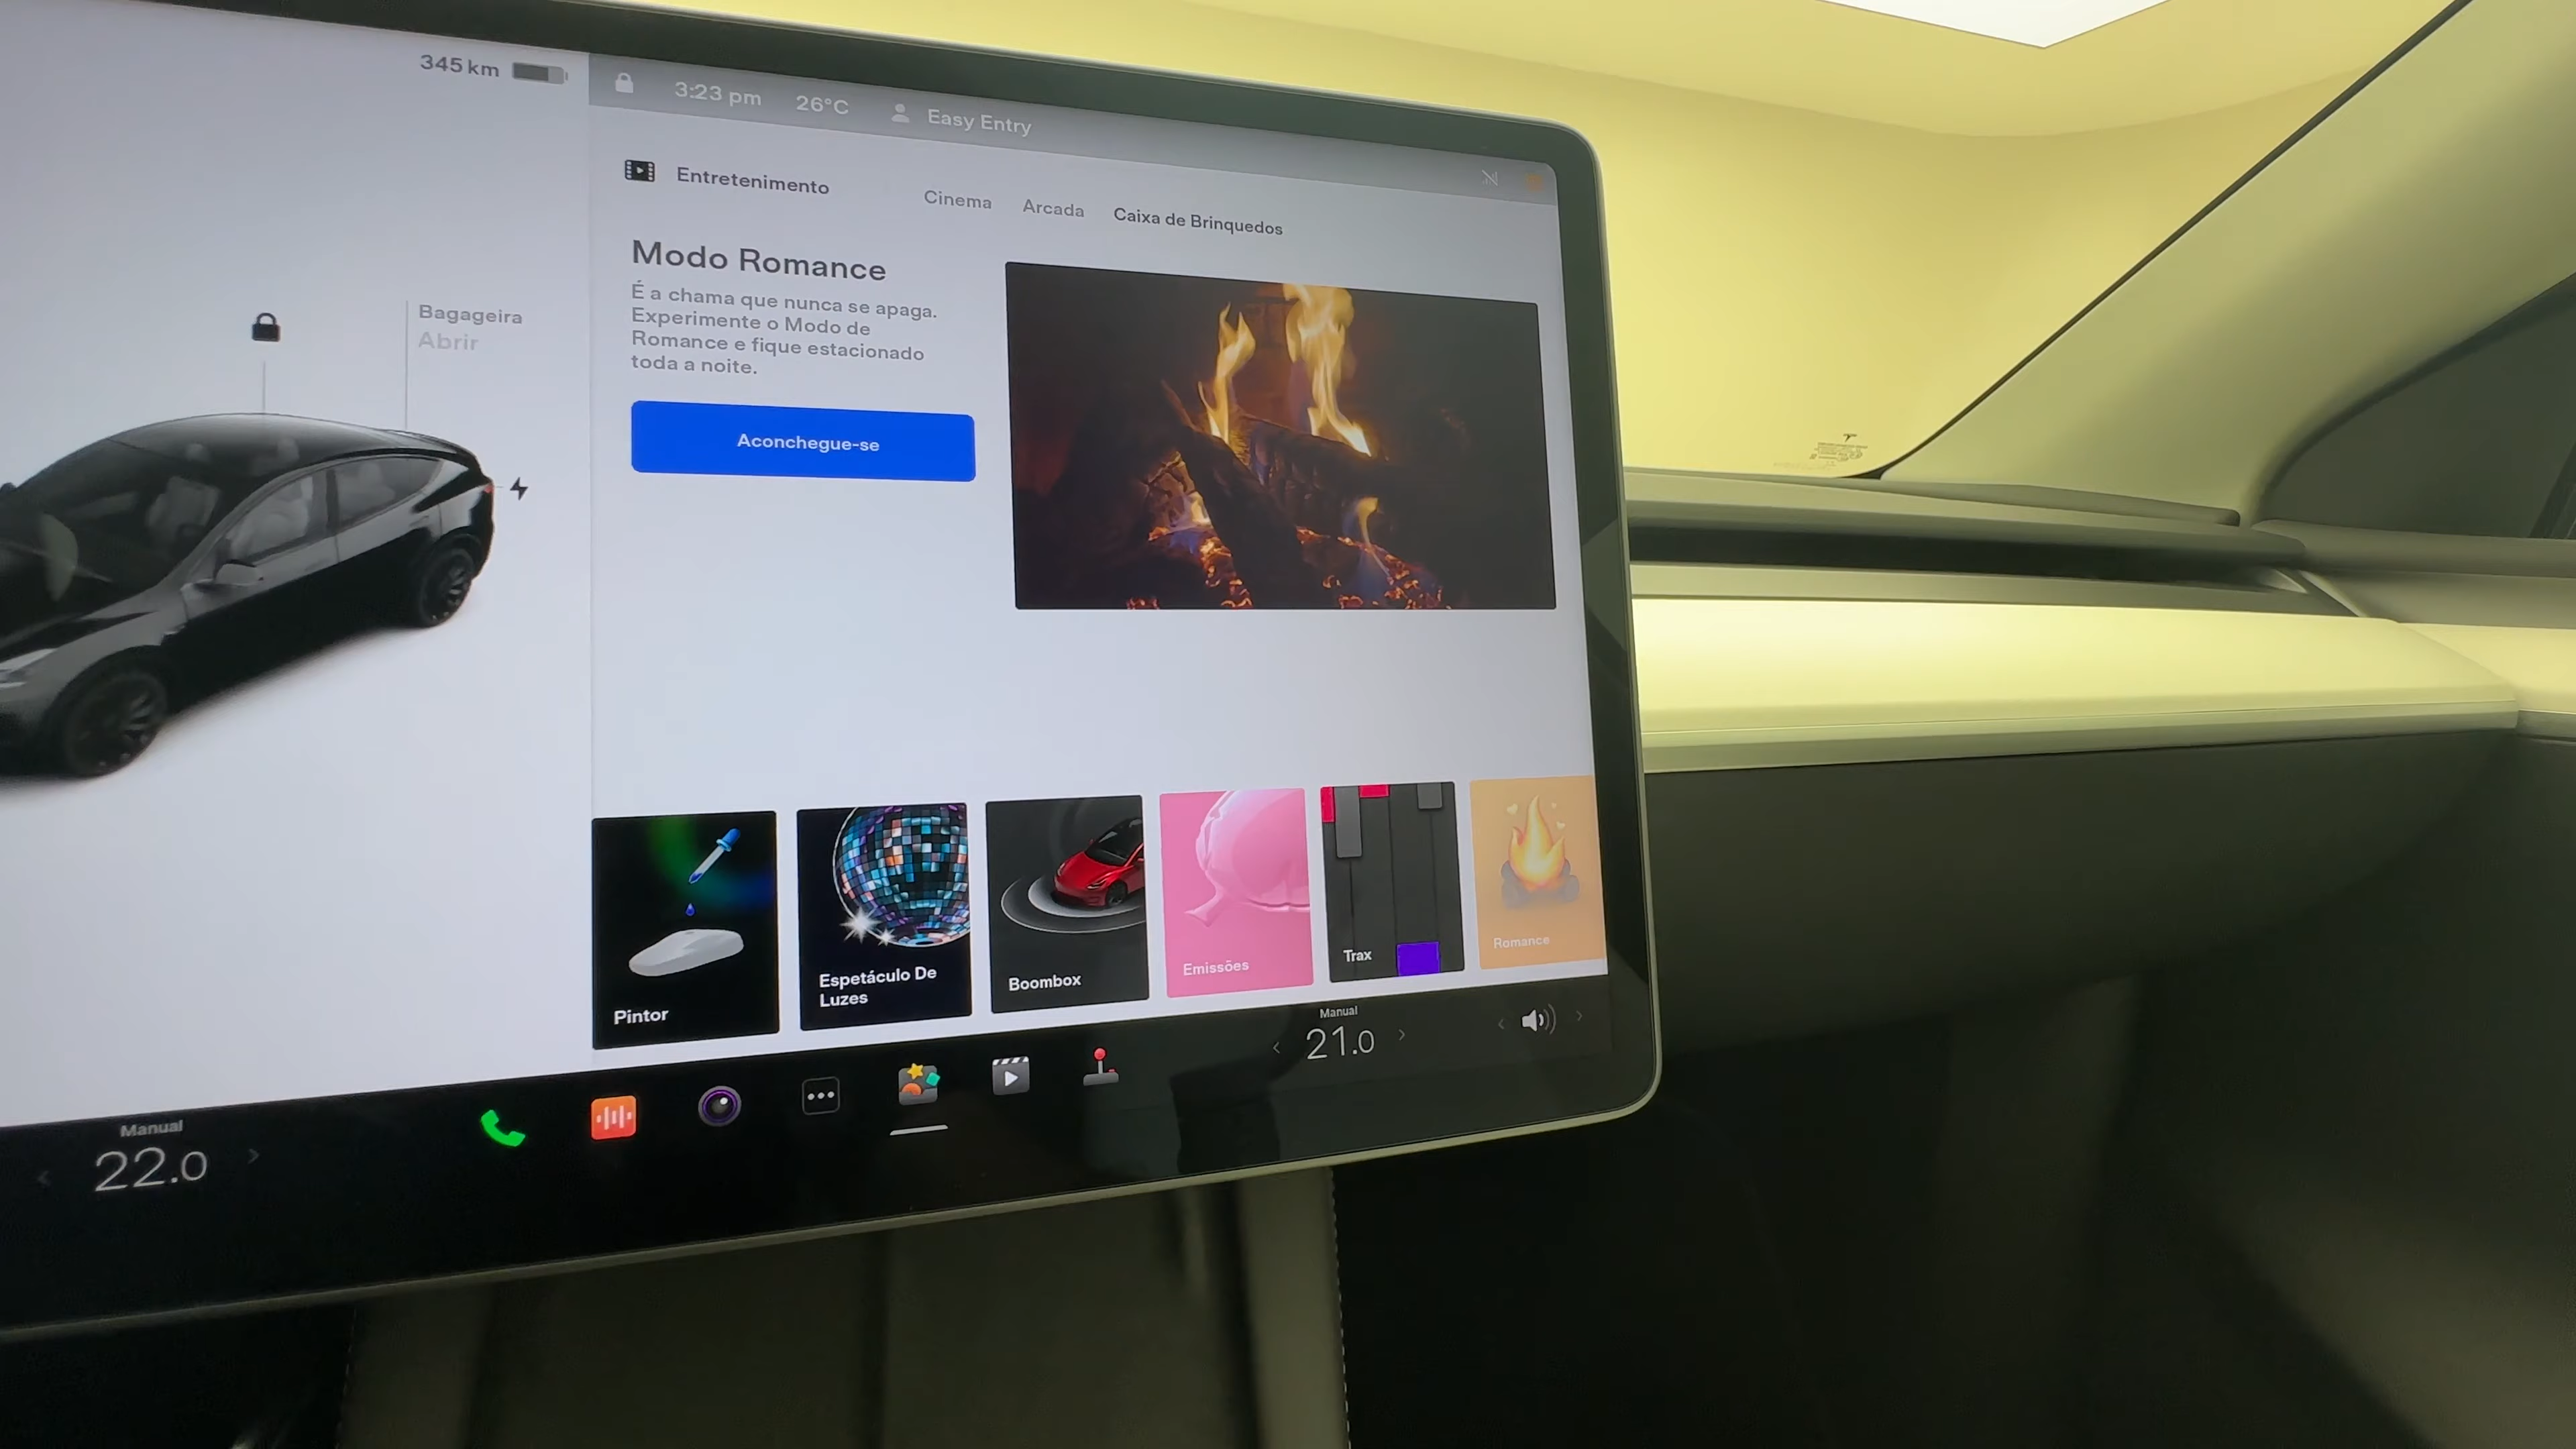 345 km
3:23 pm 26°C Easy Entry
Entretenimento
Cinema Arcada Caixa de Brinquedos
Modo Romance
É a chama que nunca se apaga.
Experimente o Modo de
Romance e fique estacionado
toda a noite.
Aconchegue-se
Bagageira
Abrir
Pintor
Espetáculo De
Luzes
Boombox
Emissões
Trax
Romance
Manual
22.0
Manual
21.0